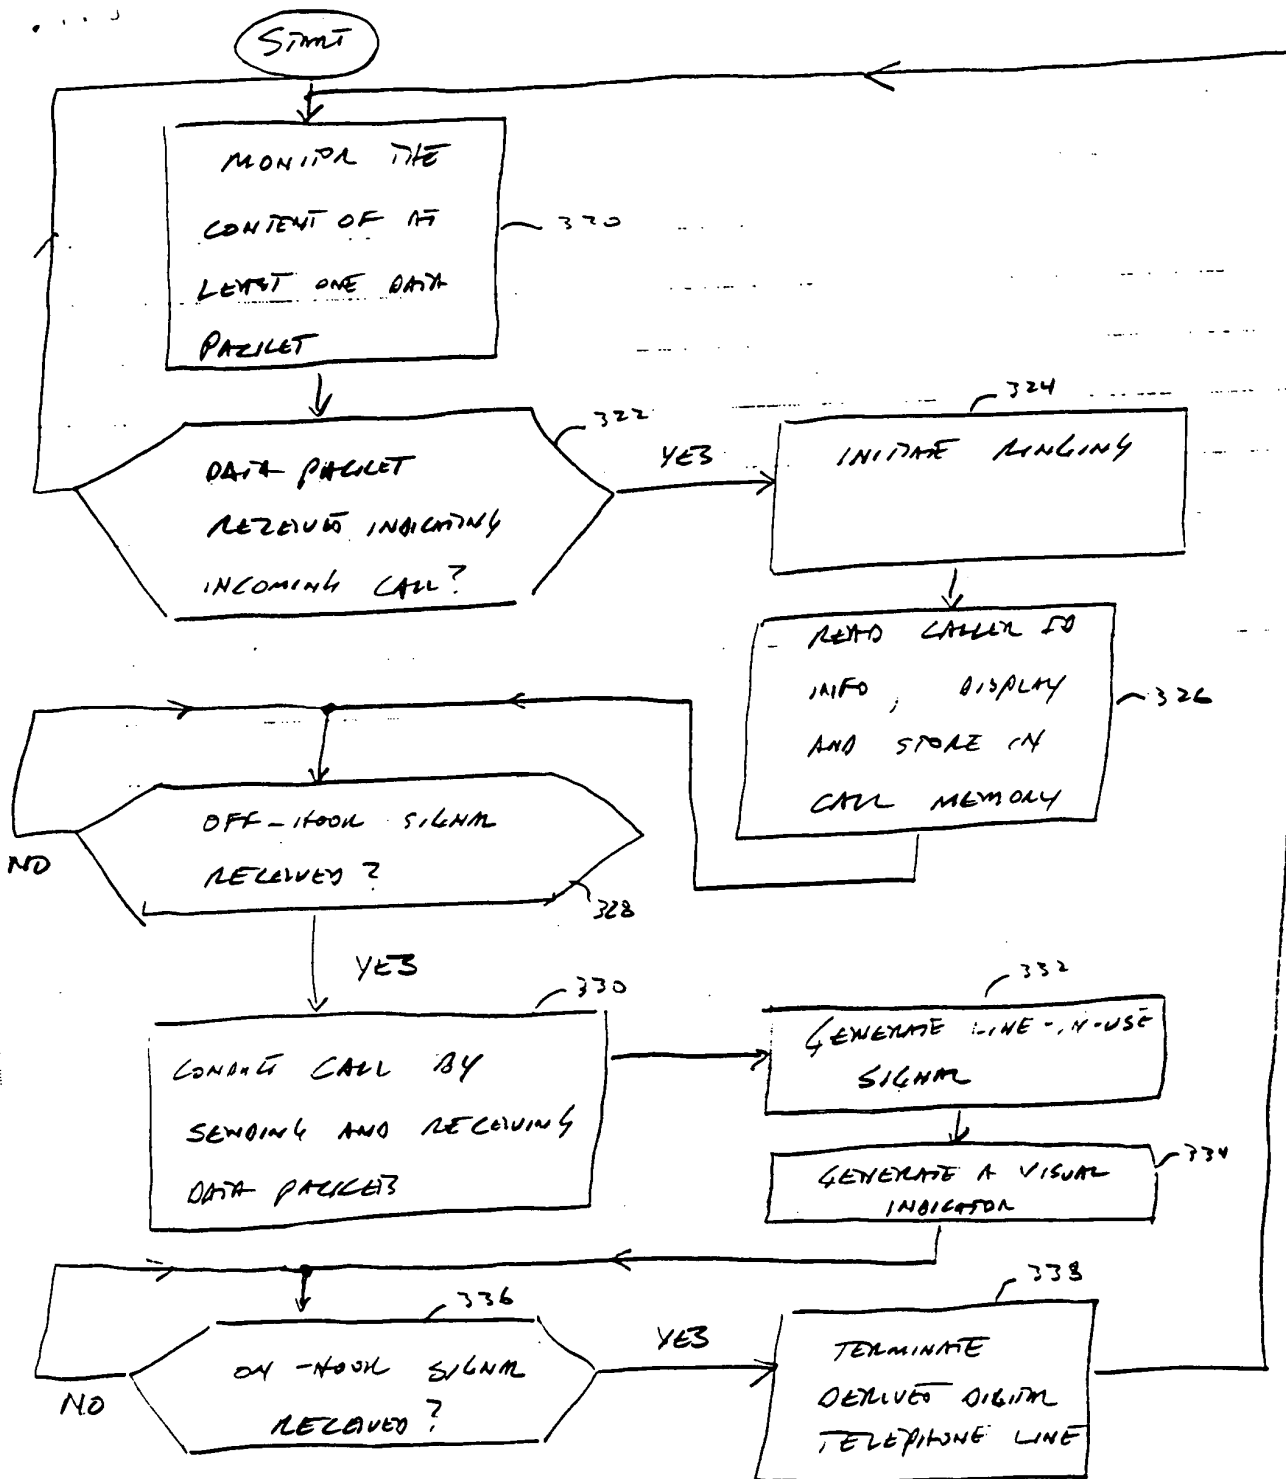 START
MONITOR THE
CONTENT OF AT
LEAST ONE DATA
PACKET
320
322
DATA PACKET
RECEIVED INDICATING
INCOMING CALL?
YES
324
INITIATE RINGING
READ CALLER ID
INFO, DISPLAY
AND STORE IN
CALL MEMORY
326
OFF-HOOK SIGNAL
RECEIVED?
328
NO
YES
330
CONDUCT CALL BY
SENDING AND RECEIVING
DATA PACKETS
332
GENERATE LINE-IN-USE
SIGNAL
334
GENERATE A VISUAL
INDICATOR
336
ON-HOOK SIGNAL
RECEIVED?
NO
YES
338
TERMINATE
DERIVED DIGITAL
TELEPHONE LINE